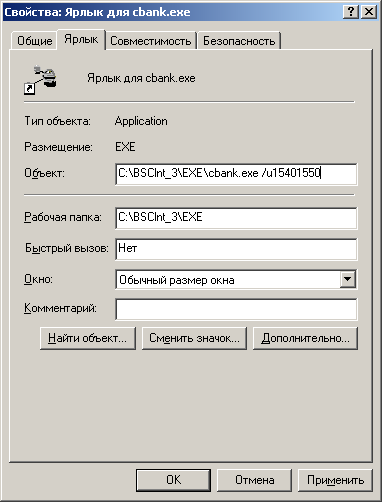 Свойства: Ярлык для cbank.exe
Общие Ярлык Совместимость Безопасность
Ярлык для cbank.exe
Тип объекта: Application
Размещение: EXE
Объект: C:\BSCInt_3\EXE\cbank.exe /u15401550
Рабочая папка: C:\BSCInt_3\EXE
Быстрый вызов: Нет
Окно: Обычный размер окна
Комментарий:
Найти объект... Сменить значок... Дополнительно...
OK Отмена Применить